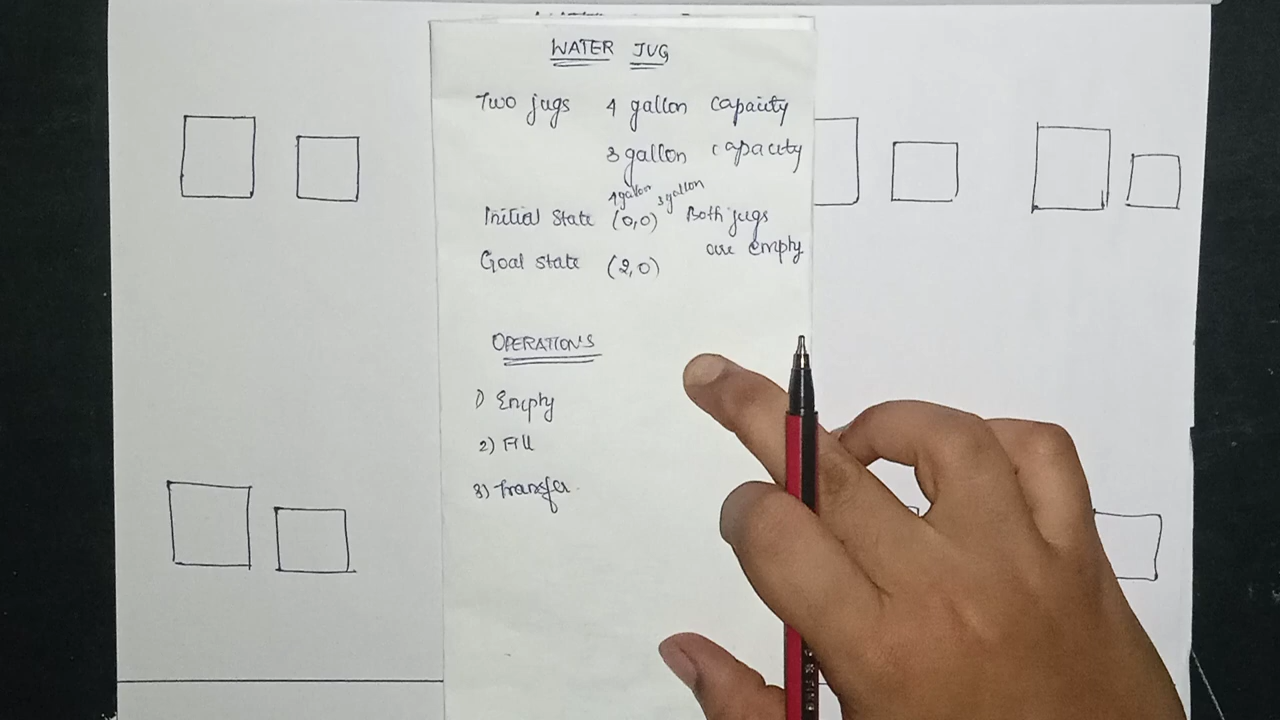 WATER JUG
Two jugs 4 gallon capacity
3 gallon capacity
4 gallon 3 gallon
Initial state (0,0) Both jugs
are empty
Goal state (2,0)
OPERATIONS
1) Empty
2) Fill
3) Transfer